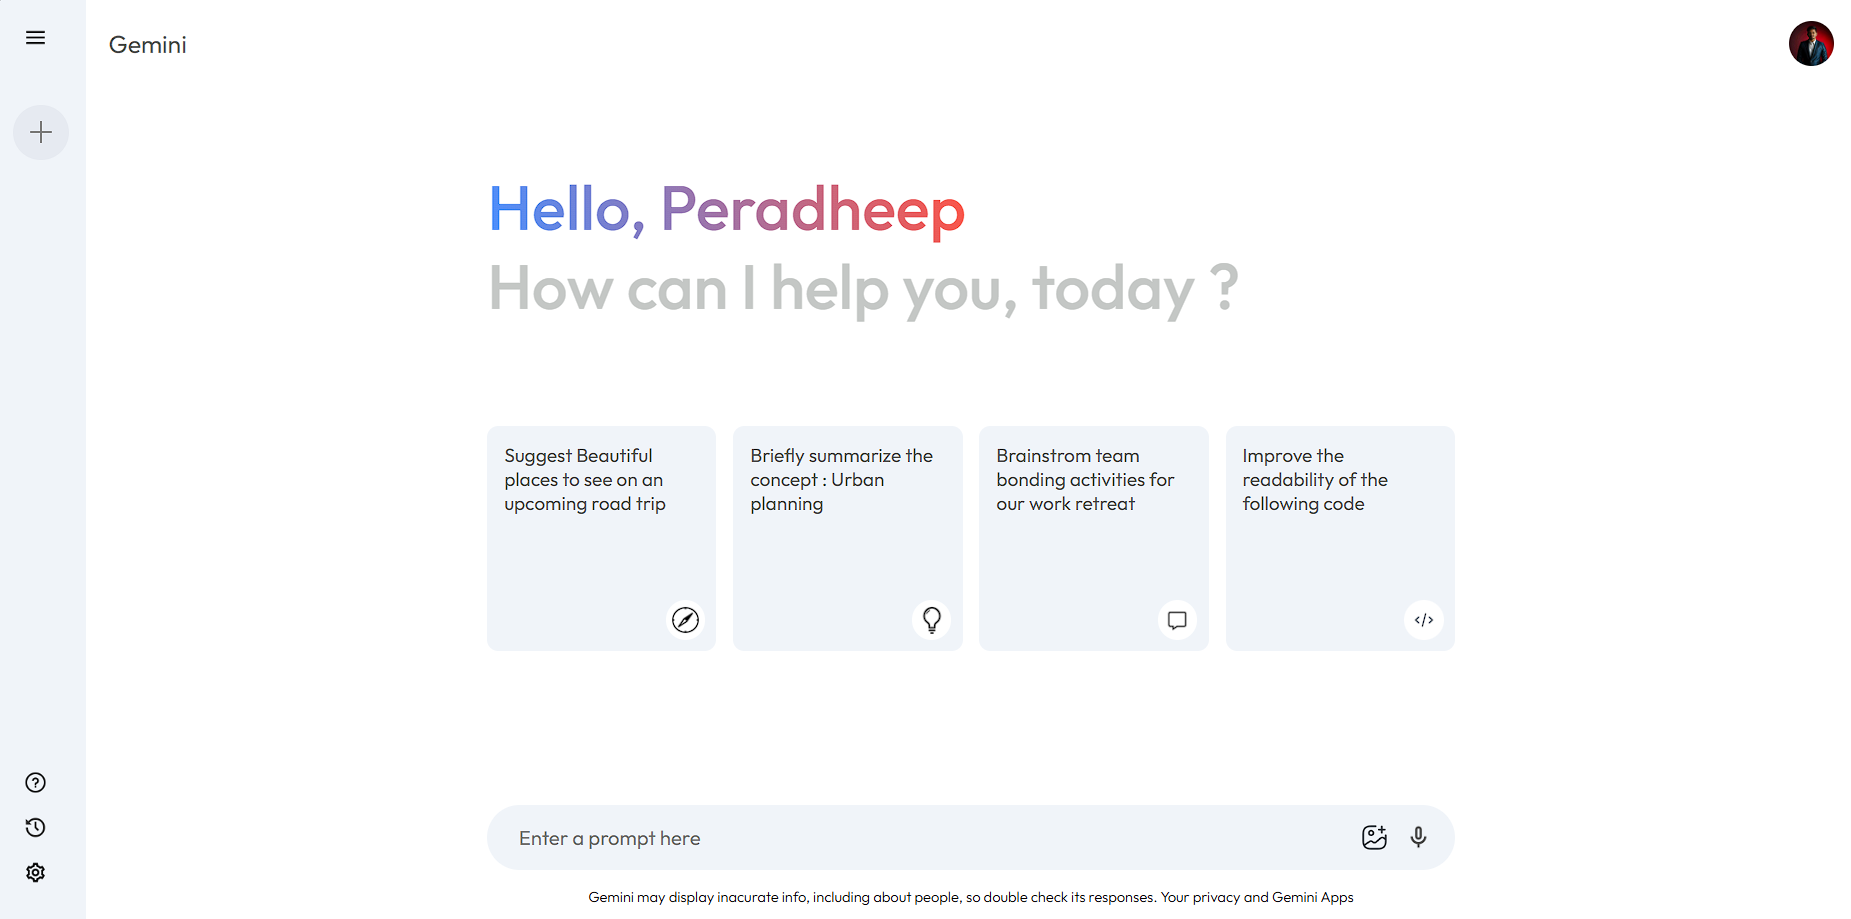 Gemini
Hello, Peradheep
How can I help you, today ?
Suggest Beautiful
places to see on an
upcoming road trip
Briefly summarize the
concept : Urban
planning
Brainstrom team
bonding activities for
our work retreat
Improve the
readability of the
following code
Enter a prompt here
Gemini may display inacurate info, including about people, so double check its responses. Your privacy and Gemini Apps